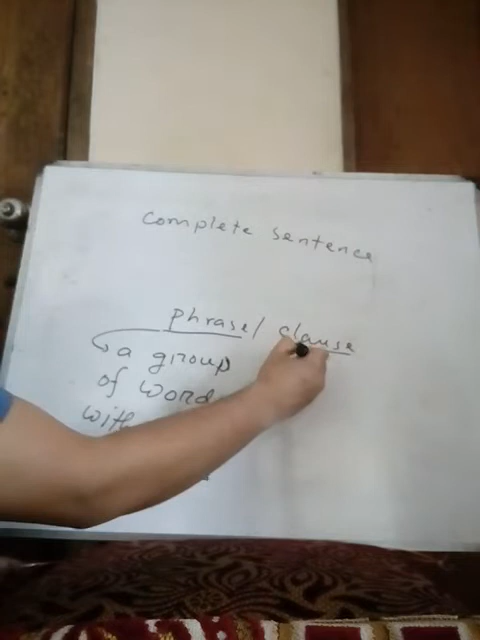 complete sentence
phrase/ clause
a group
of word
with